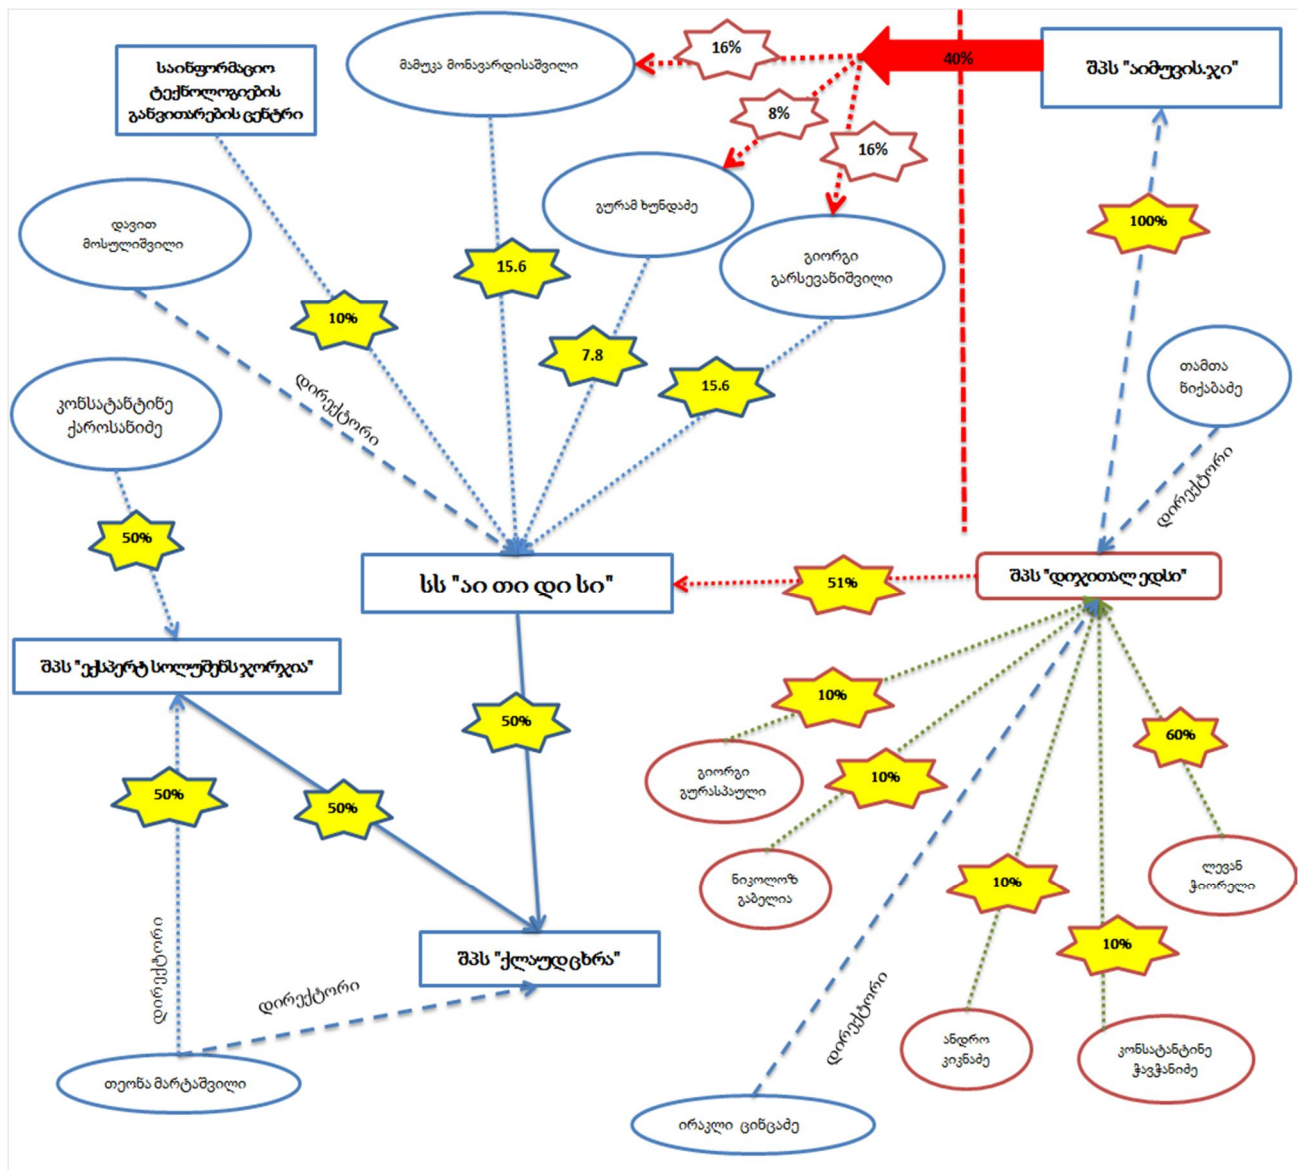 მამუკა მონავარდისაშვილი
16%
40%
შპს "აიმუვის.ჯი"
საინფორმაციო
ტექნოლოგიების
განვითარების ცენტრი
8%
16%
დავით
მოსულიშვილი
გურამ ხუნდაძე
გიორგი
გარსევანიშვილი
100%
15.6
10%
7.8
15.6
თამთა
ნიქაბაძე
დირექტორი
კონსატანტინე
ქაროსანიძე
დირექტორი
50%
სს "აი თი დი სი"
51%
შპს "დიჯითალ ედსი"
შპს "ექსპერტ სოლუშენს ჯორჯია"
50%
10%
60%
გიორგი
გურასპაული
10%
50%
50%
ნიკოლოზ
გაბელია
10%
ლევან
ჭიორელი
შპს "ქლაუდ ცხრა"
10%
დირექტორი
დირექტორი
დირექტორი
ანდრო
კიკნაძე
კონსატანტინე
ჭავჭანიძე
თეონა მარტაშვილი
ირაკლი ცინცაძე